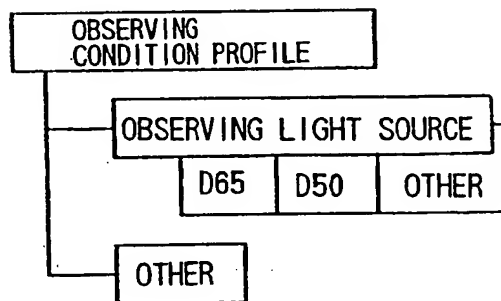 OBSERVING
CONDITION PROFILE
OBSERVING LIGHT SOURCE
D65 D50 OTHER
OTHER